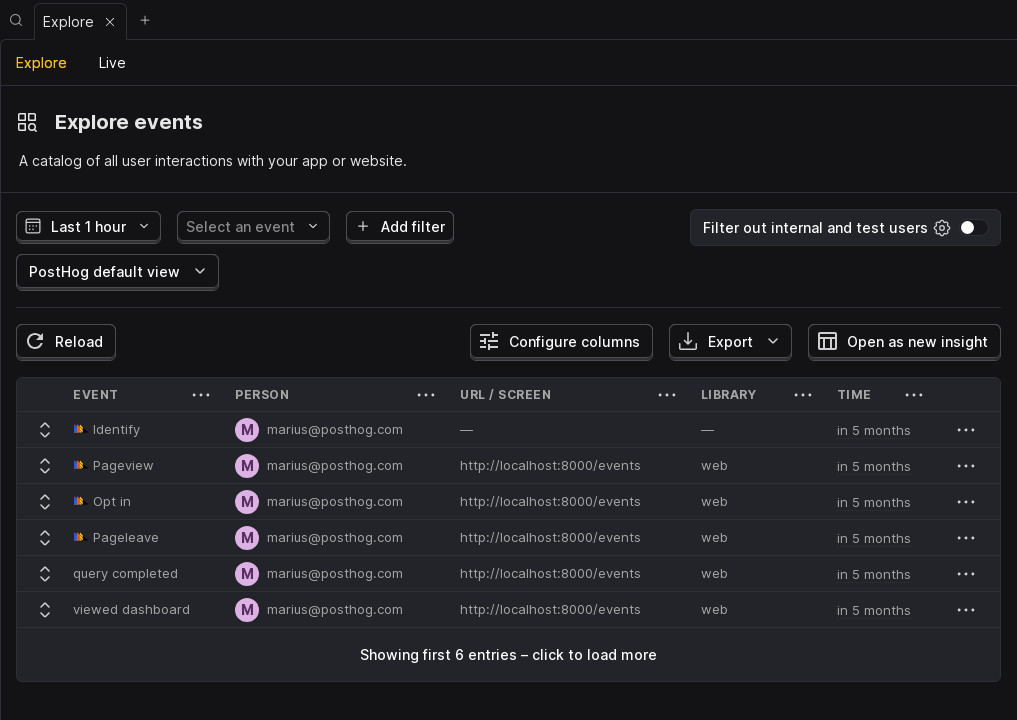 Explore
Explore Live
Explore events
A catalog of all user interactions with your app or website.
Last 1 hour Select an event Add filter Filter out internal and test users
PostHog default view
Reload Configure columns Export Open as new insight
EVENT PERSON URL / SCREEN LIBRARY TIME
Identify M marius@posthog.com — — in 5 months
Pageview M marius@posthog.com http://localhost:8000/events web in 5 months
Opt in M marius@posthog.com http://localhost:8000/events web in 5 months
Pageleave M marius@posthog.com http://localhost:8000/events web in 5 months
query completed M marius@posthog.com http://localhost:8000/events web in 5 months
viewed dashboard M marius@posthog.com http://localhost:8000/events web in 5 months
Showing first 6 entries – click to load more